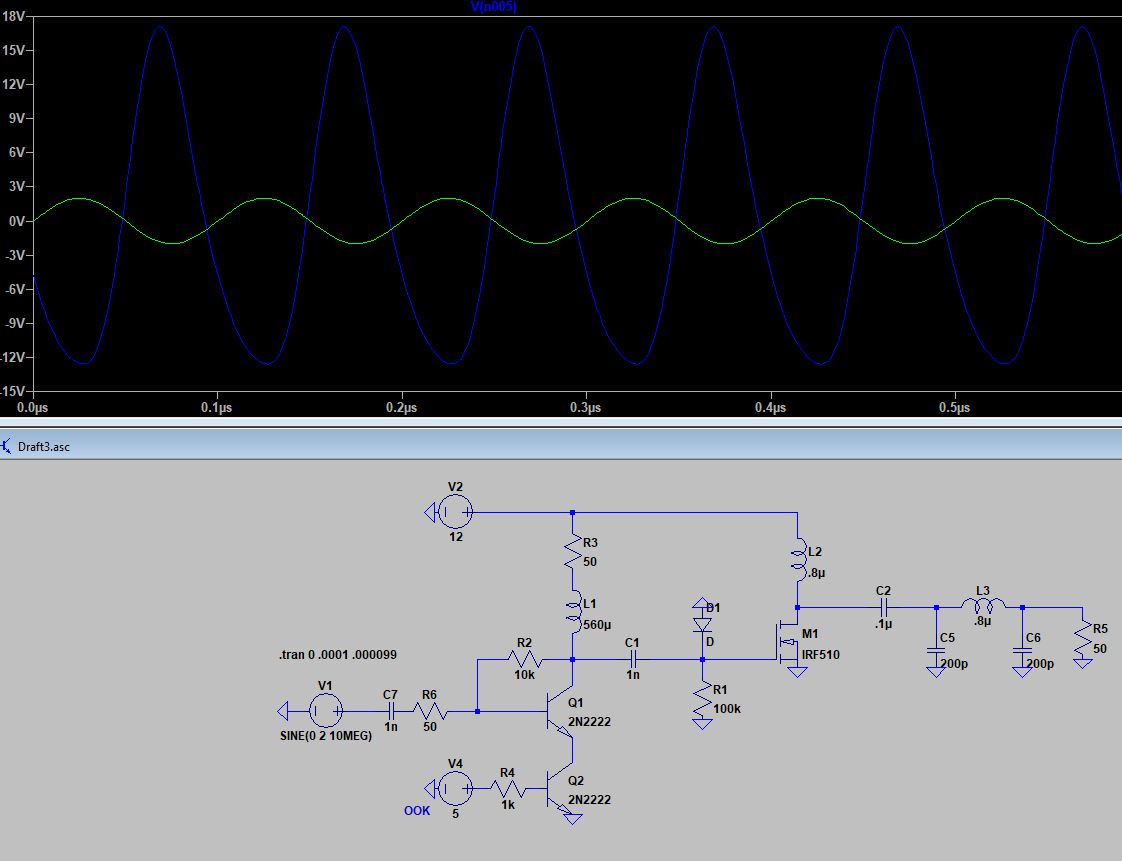 V(n005)
18V
15V
12V
9V
6V
3V
0V
-3V
-6V
-9V
-12V
-15V
0.0µs 0.1µs 0.2µs 0.3µs 0.4µs 0.5µs
Draft3.asc
V2
12
R3
50
L2
.8µ
L1
560µ
C2
.1µ
L3
.8µ
D1
D
M1
IRF510
R5
50
C5
200p
C6
200p
R2
10k
C1
1n
.tran 0 .0001 .000099
R1
100k
V1
SINE(0 2 10MEG)
C7
1n
R6
50
Q1
2N2222
V4
5
OOK
R4
1k
Q2
2N2222